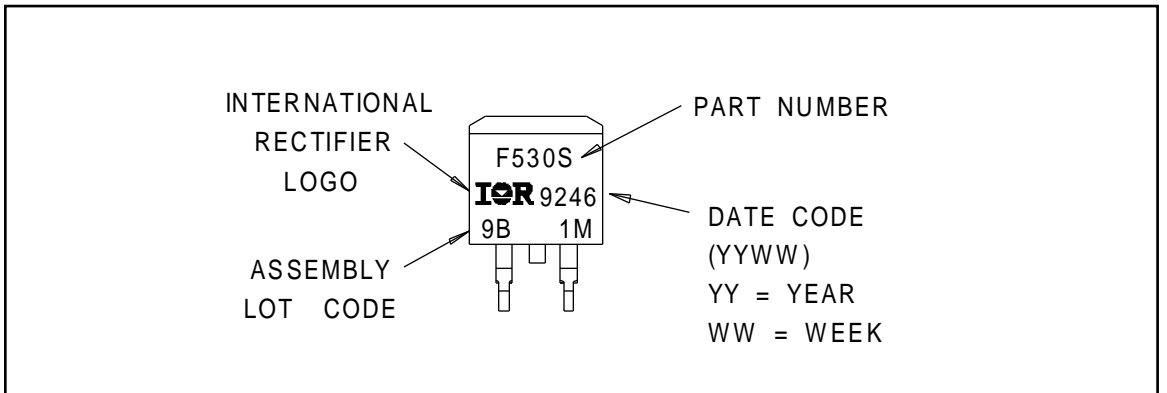 INTERNATIONAL
RECTIFIER
LOGO
ASSEMBLY
LOT CODE
F530S
IOR 9246
9B 1M
PART NUMBER
DATE CODE
(YYWW)
YY = YEAR
WW = WEEK